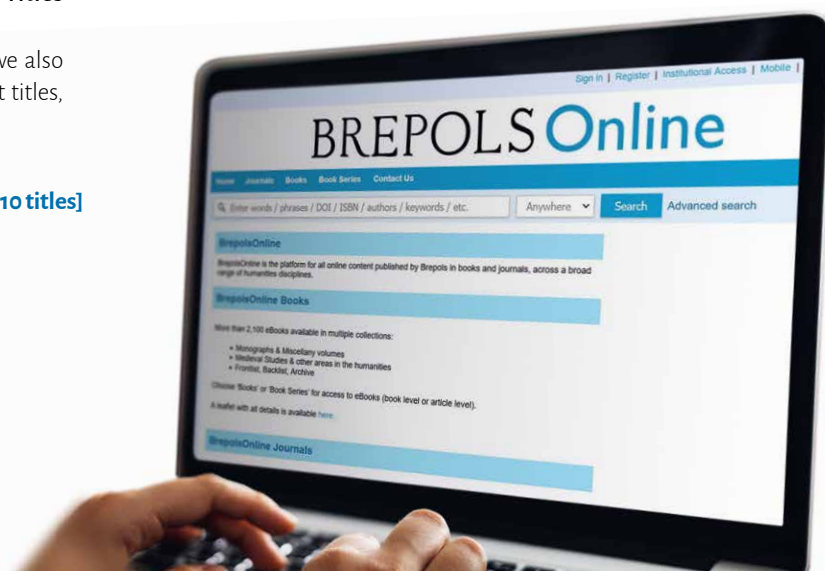 we also
t titles,
10 titles]
Sign in | Register | Institutional Access | Mobile |
BREPOLS Online
Home Journals Books Book Series Contact Us
Enter words / phrases / DOI / ISBN / authors / keywords / etc. Anywhere Search Advanced search
BrepolsOnline
BrepolsOnline is the platform for all online content published by Brepols in books and journals, across a broad
range of humanities disciplines.
BrepolsOnline Books
More than 2,100 eBooks available in multiple collections:
• Monographs & Miscellany volumes
• Medieval Studies & other areas in the humanities
• Frontlist, Backlist, Archive
Choose 'Books' or 'Book Series' for access to eBooks (book level or article level).
A leaflet with all details is available here
BrepolsOnline Journals